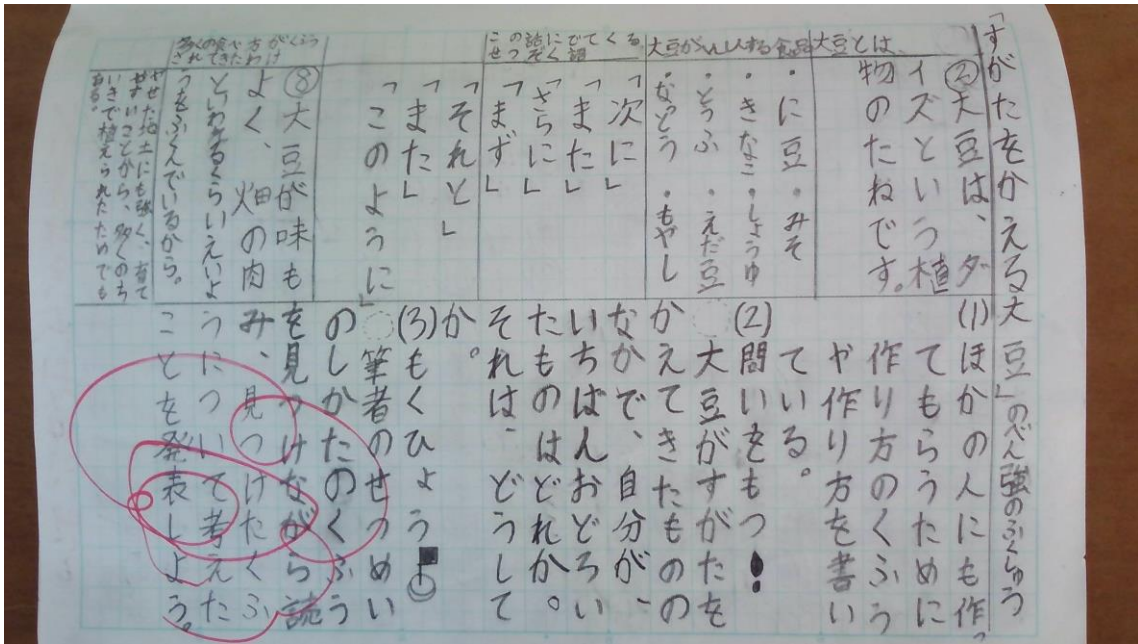 「すがたをかえる大豆」のべん強のふくしゅう
大豆とは、
②大豆は、ダ
イズという植
物のたねです。
大豆がへんしんする食品
・に豆・みそ
・きなこ・しょうゆ
・とうふ・えだ豆
・なっとう・もやし
この話にでてくる
せつぞく語
「次に」
「また」
「さらに」
「まず」
「それと」
「また」
「このように」
多くの食べ方がくふう
されてきたわけ
⑧大豆が味も
よく、畑の肉
といわれるくらいえいよ
うをふくんでいるから。
やせた地土にも強く、育て
やすいことから、多くのち
いきで植えられたためでも
ある。
(1)ほかの人にも作っ
てもらうために
作り方のくふう
や作り方を書い
ている。
(2)問いをもつ!
大豆がすがたを
かえてきたものの
なかで、自分が、
いちばんおどろい
たものはどれか。
それは、どうして
か。
(3)もくひょう
筆者のせつめい
のしかたのくふう
を見つけながら読
み、見つけたくふ
うについて考えた
ことを発表しよう。